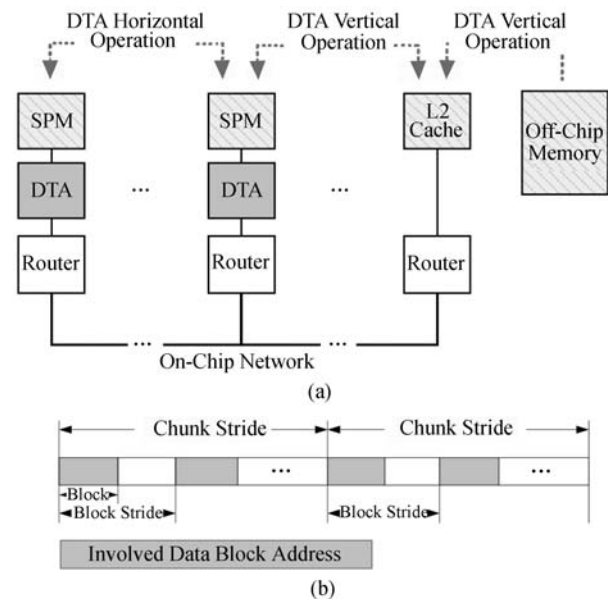 DTA Horizontal
Operation
DTA Vertical
Operation
DTA Vertical
Operation
SPM
SPM
L2
Cache
Off-Chip
Memory
DTA
...
DTA
...
Router
Router
Router
...
...
On-Chip Network
(a)
Chunk Stride
Chunk Stride
...
...
Block
Block Stride
Block Stride
Involved Data Block Address
(b)